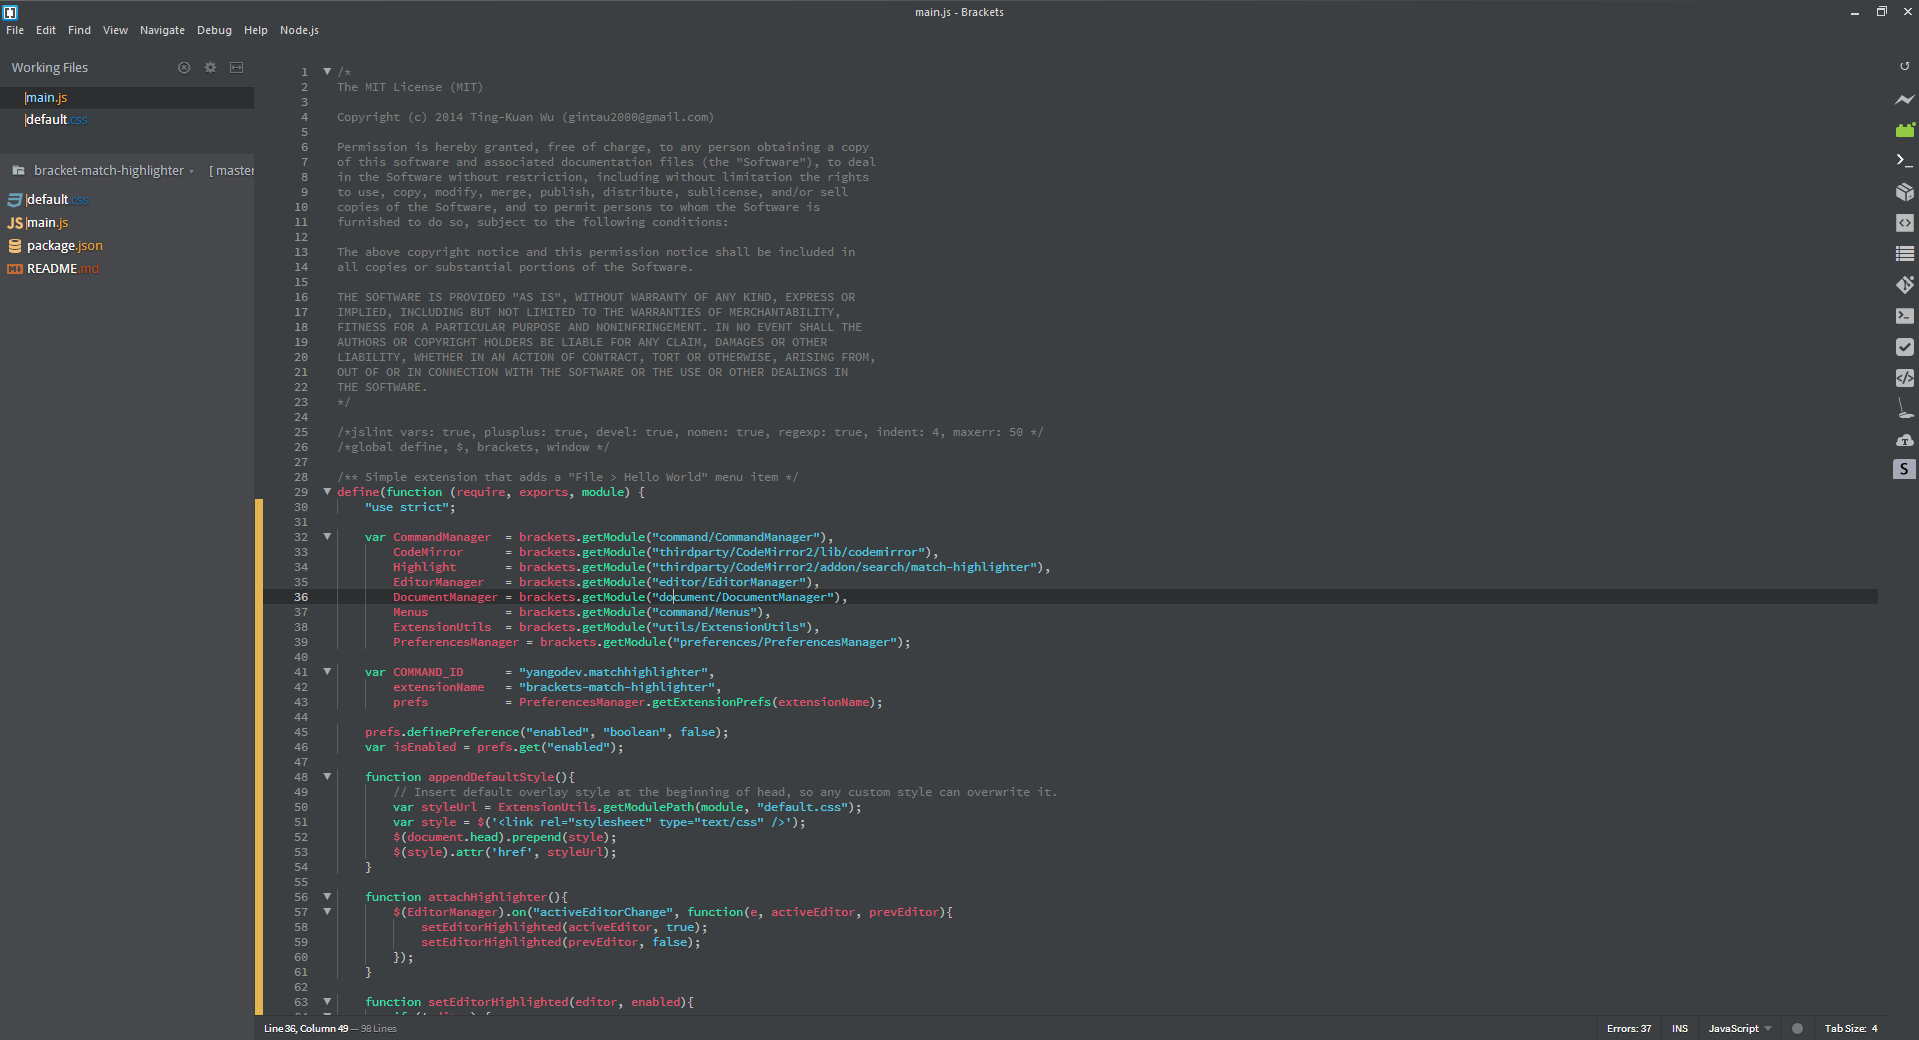 main.js - Brackets
File Edit Find View Navigate Debug Help Node.js
Working Files
main.js
default.css
bracket-match-highlighter [ master
default.css
JS main.js
package.json
README.md
1 /*
2 The MIT License (MIT)
3
4 Copyright (c) 2014 Ting-Kuan Wu (gintau2000@gmail.com)
5
6 Permission is hereby granted, free of charge, to any person obtaining a copy
7 of this software and associated documentation files (the "Software"), to deal
8 in the Software without restriction, including without limitation the rights
9 to use, copy, modify, merge, publish, distribute, sublicense, and/or sell
10 copies of the Software, and to permit persons to whom the Software is
11 furnished to do so, subject to the following conditions:
12
13 The above copyright notice and this permission notice shall be included in
14 all copies or substantial portions of the Software.
15
16 THE SOFTWARE IS PROVIDED "AS IS", WITHOUT WARRANTY OF ANY KIND, EXPRESS OR
17 IMPLIED, INCLUDING BUT NOT LIMITED TO THE WARRANTIES OF MERCHANTABILITY,
18 FITNESS FOR A PARTICULAR PURPOSE AND NONINFRINGEMENT. IN NO EVENT SHALL THE
19 AUTHORS OR COPYRIGHT HOLDERS BE LIABLE FOR ANY CLAIM, DAMAGES OR OTHER
20 LIABILITY, WHETHER IN AN ACTION OF CONTRACT, TORT OR OTHERWISE, ARISING FROM,
21 OUT OF OR IN CONNECTION WITH THE SOFTWARE OR THE USE OR OTHER DEALINGS IN
22 THE SOFTWARE.
23 */
24
25 /*jslint vars: true, plusplus: true, devel: true, nomen: true, regexp: true, indent: 4, maxerr: 50 */
26 /*global define, $, brackets, window */
27
28 /** Simple extension that adds a "File > Hello World" menu item */
29 define(function (require, exports, module) {
30 "use strict";
31
32 var CommandManager = brackets.getModule("command/CommandManager"),
33 CodeMirror = brackets.getModule("thirdparty/CodeMirror2/lib/codemirror"),
34 Highlight = brackets.getModule("thirdparty/CodeMirror2/addon/search/match-highlighter"),
35 EditorManager = brackets.getModule("editor/EditorManager"),
36 DocumentManager = brackets.getModule("document/DocumentManager"),
37 Menus = brackets.getModule("command/Menus"),
38 ExtensionUtils = brackets.getModule("utils/ExtensionUtils"),
39 PreferencesManager = brackets.getModule("preferences/PreferencesManager");
40
41 var COMMAND_ID = "yangodev.matchhighlighter",
42 extensionName = "brackets-match-highlighter",
43 prefs = PreferencesManager.getExtensionPrefs(extensionName);
44
45 prefs.definePreference("enabled", "boolean", false);
46 var isEnabled = prefs.get("enabled");
47
48 function appendDefaultStyle(){
49 // Insert default overlay style at the beginning of head, so any custom style can overwrite it.
50 var styleUrl = ExtensionUtils.getModulePath(module, "default.css");
51 var style = $('<link rel="stylesheet" type="text/css" />');
52 $(document.head).prepend(style);
53 $(style).attr('href', styleUrl);
54 }
55
56 function attachHighlighter(){
57 $(EditorManager).on("activeEditorChange", function(e, activeEditor, prevEditor){
58 setEditorHighlighted(activeEditor, true);
59 setEditorHighlighted(prevEditor, false);
60 });
61 }
62
63 function setEditorHighlighted(editor, enabled){
Line 36, Column 49 — 98 Lines
Errors: 37 INS JavaScript Tab Size: 4
S